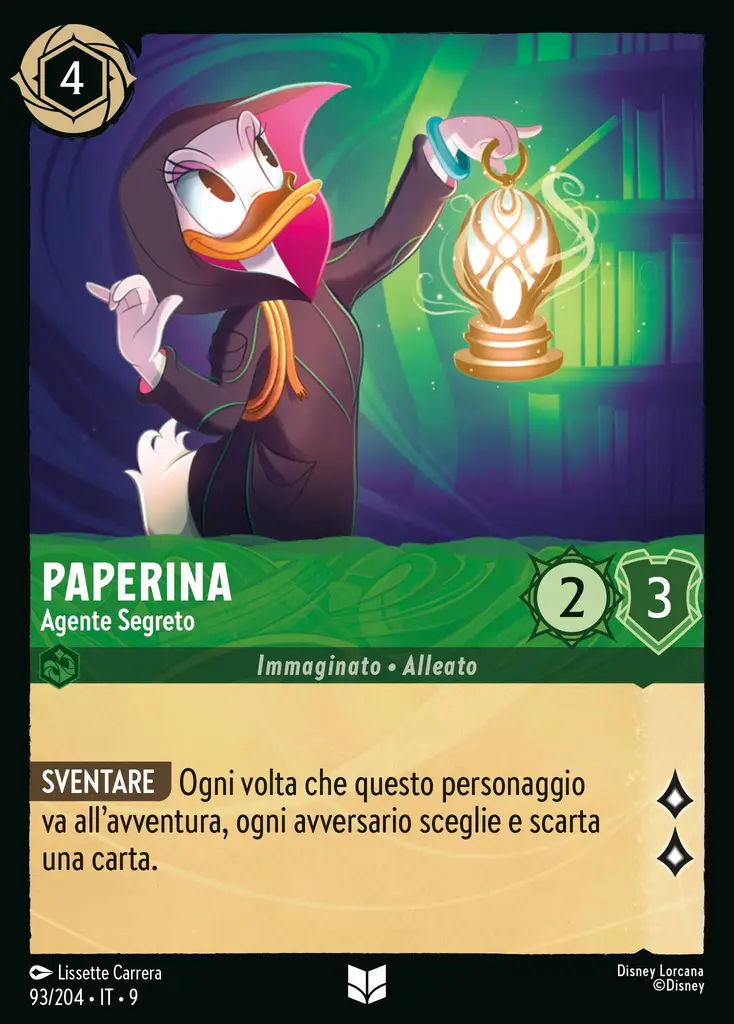 4
PAPERINA
Agente Segreto
2
3
Immaginato • Alleato
SVENTARE Ogni volta che questo personaggio
va all’avventura, ogni avversario sceglie e scarta
una carta.
Lissette Carrera
93/204 • IT • 9
Disney Lorcana
©Disney